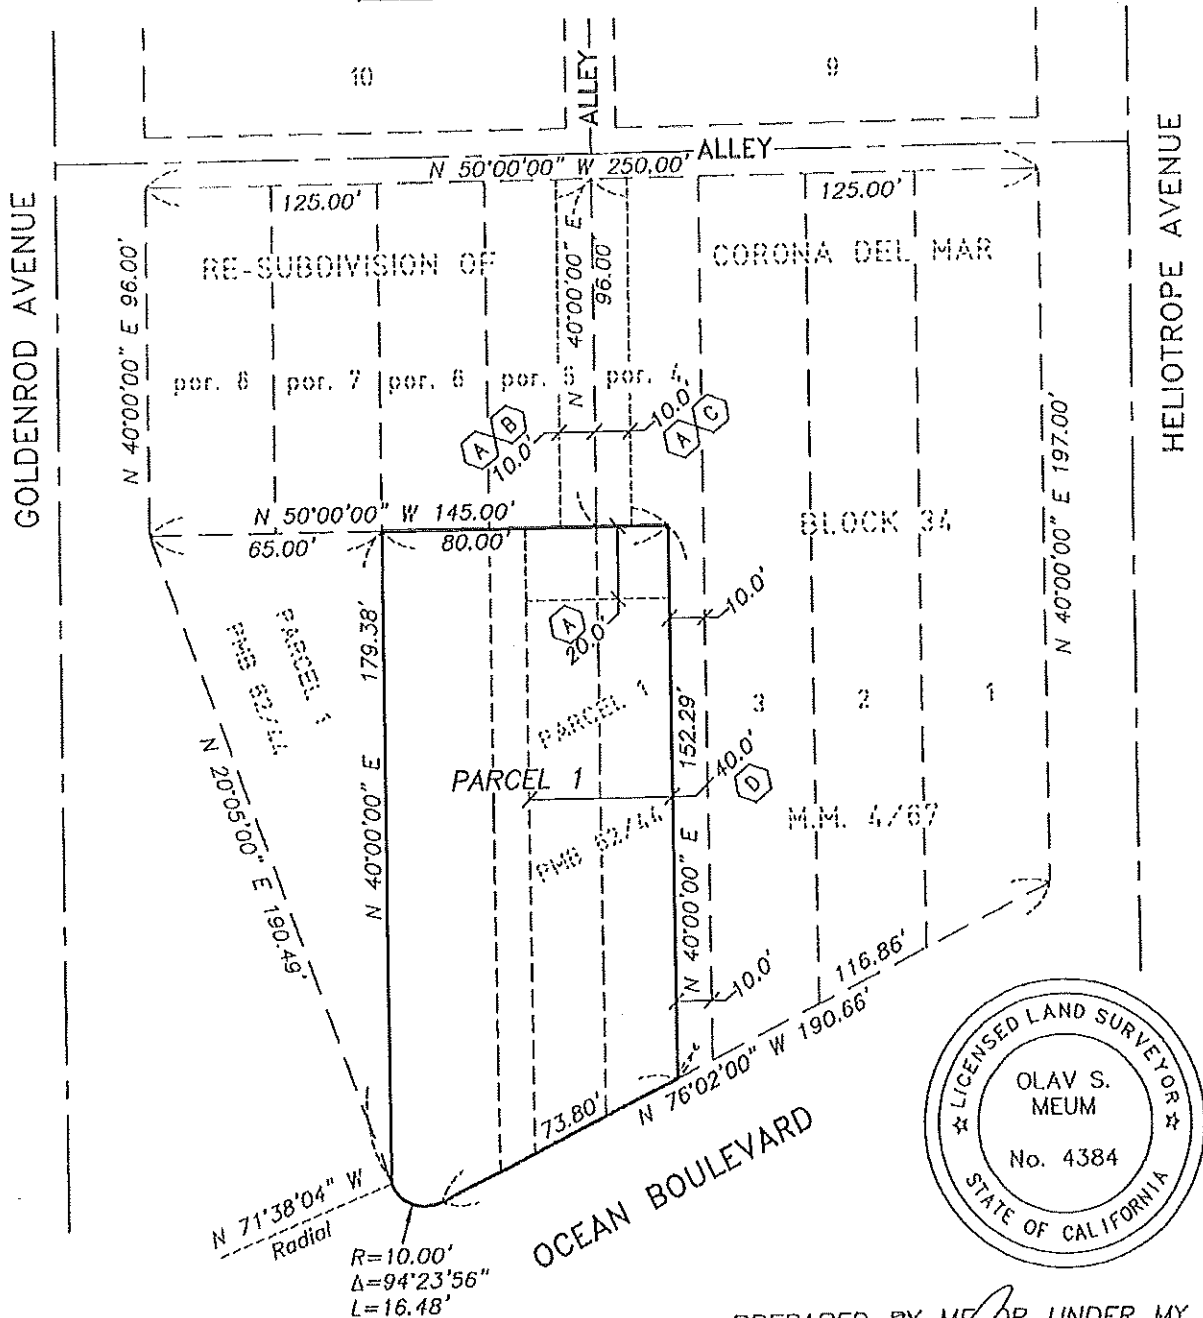 10
ALLEY
9
ALLEY
N 50°00'00" W 250.00'
125.00'
125.00'
GOLDENROD AVENUE
HELIOTROPE AVENUE
N 40°00'00" E 96.00'
RE-SUBDIVISION OF
N 40°00'00" E
96.00'
CORONA DEL MAR
por. 8
por. 7
por. 6
por. 5
por. 4
A
B
10.0'
10.0'
A
C
N 40°00'00" E 197.00'
N 50°00'00" W 145.00'
65.00'
80.00'
BLOCK 34
A
20.0'
10.0'
PARCEL 1
PMB 62/44
179.38'
N 40°00'00" E
N 20°05'00" E 190.49'
PARCEL 1
PARCEL 1
PMB 62/44
152.29'
N 40°00'00" E
40.0'
D
3
2
1
M.M. 4/67
10.0'
116.86'
N 76°02'00" W 190.66'
73.80'
OCEAN BOULEVARD
N 71°38'04" W
Radial
R=10.00'
Δ=94°23'56"
L=16.48'
LICENSED LAND SURVEYOR
OLAV S.
MEUM
No. 4384
STATE OF CALIFORNIA
PREPARED BY ME OR UNDER MY